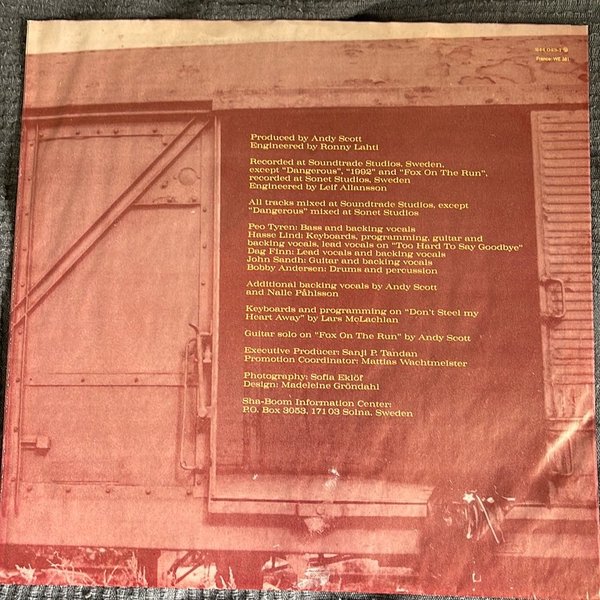 France: WE 381
Produced by Andy Scott
Engineered by Ronny Lahti
Recorded at Soundtrade Studios, Sweden,
except "Dangerous", "1992" and "Fox On The Run",
recorded at Sonet Studios, Sweden
Engineered by Leif Allansson
All tracks mixed at Soundtrade Studios, except
"Dangerous" mixed at Sonet Studios
Peo Tyren: Bass and backing vocals
Hasse Lind: Keyboards, programming, guitar and
backing vocals, lead vocals on "Too Hard To Say Goodbye"
Dag Finn: Lead vocals and backing vocals
John Sandh: Guitar and backing vocals
Bobby Andersen: Drums and percussion
Additional backing vocals by Andy Scott
and Nalle Påhlsson
Keyboards and programming on "Don't Steel my
Heart Away" by Lars McLachlan
Guitar solo on "Fox On The Run" by Andy Scott
Executive Producer: Sanji P. Tandan
Promotion Coordinator: Mattias Wachtmeister
Photography: Sofia Eklöf
Design: Madeleine Gröndahl
Sha-Boom Information Center:
P.O. Box 3053, 171 03 Solna, Sweden